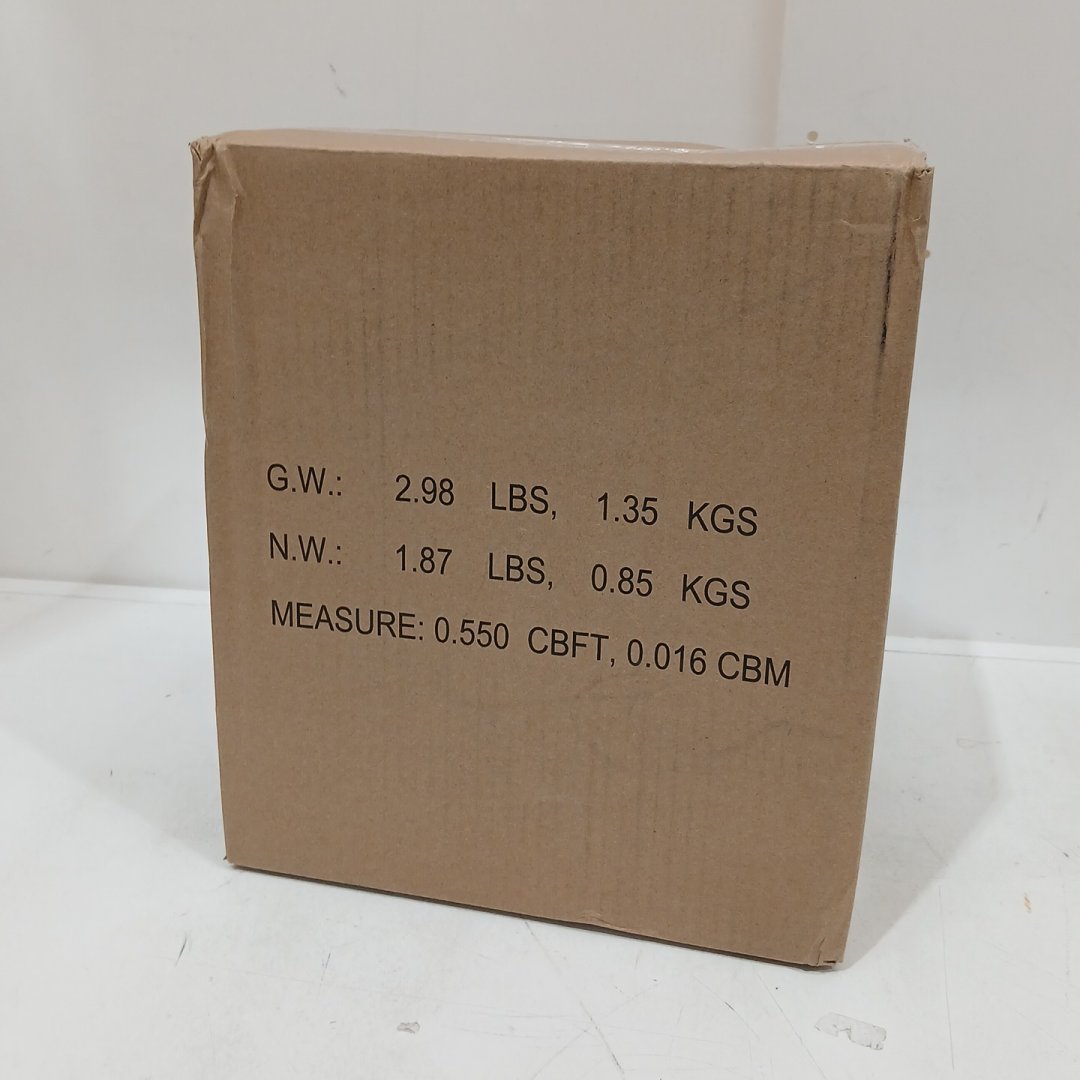 G.W.: 2.98 LBS, 1.35 KGS
N.W.: 1.87 LBS, 0.85 KGS
MEASURE: 0.550 CBFT, 0.016 CBM